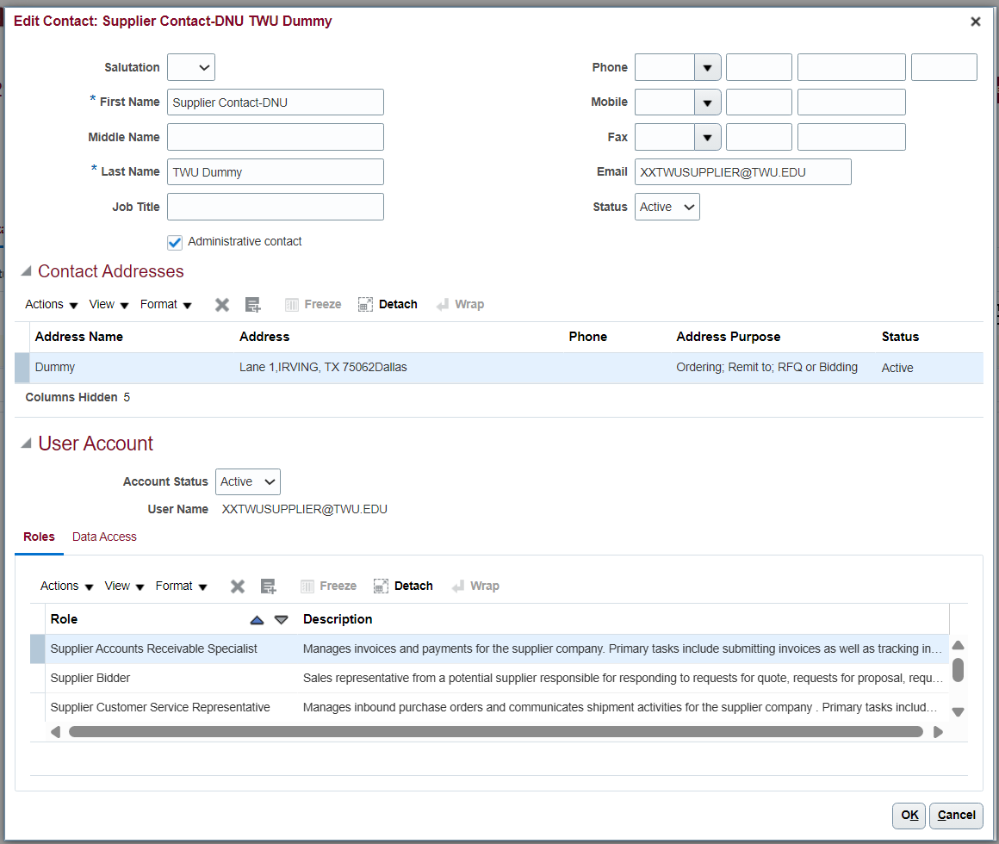 Edit Contact: Supplier Contact-DNU TWU Dummy
Salutation
* First Name Supplier Contact-DNU
Middle Name
* Last Name TWU Dummy
Job Title
Administrative contact
Phone
Mobile
Fax
Email XXTWUSUPPLIER@TWU.EDU
Status Active
Contact Addresses
Actions View Format Freeze Detach Wrap
Address Name Address Phone Address Purpose Status
Dummy Lane 1,IRVING, TX 75062Dallas Ordering; Remit to; RFQ or Bidding Active
Columns Hidden 5
User Account
Account Status Active
User Name XXTWUSUPPLIER@TWU.EDU
Roles Data Access
Actions View Format Freeze Detach Wrap
Role Description
Supplier Accounts Receivable Specialist Manages invoices and payments for the supplier company. Primary tasks include submitting invoices as well as tracking in...
Supplier Bidder Sales representative from a potential supplier responsible for responding to requests for quote, requests for proposal, requ...
Supplier Customer Service Representative Manages inbound purchase orders and communicates shipment activities for the supplier company . Primary tasks includ...
OK Cancel